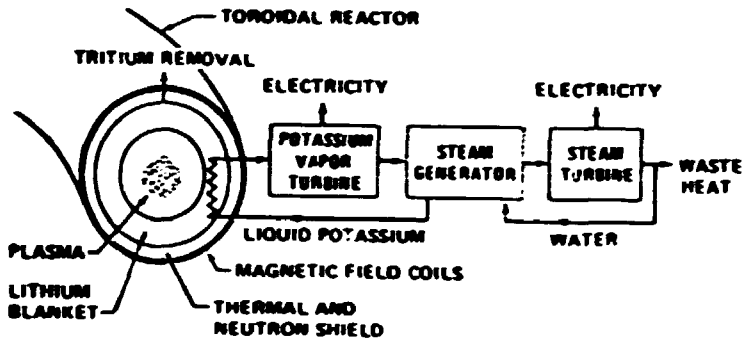 TOROIDAL REACTOR
TRITIUM REMOVAL
ELECTRICITY
ELECTRICITY
POTASSIUM
VAPOR
TURBINE
STEAM
GENERATOR
STEAM
TURBINE
WASTE
HEAT
LIQUID POTASSIUM
WATER
PLASMA
MAGNETIC FIELD COILS
LITHIUM
BLANKET
THERMAL AND
NEUTRON SHIELD